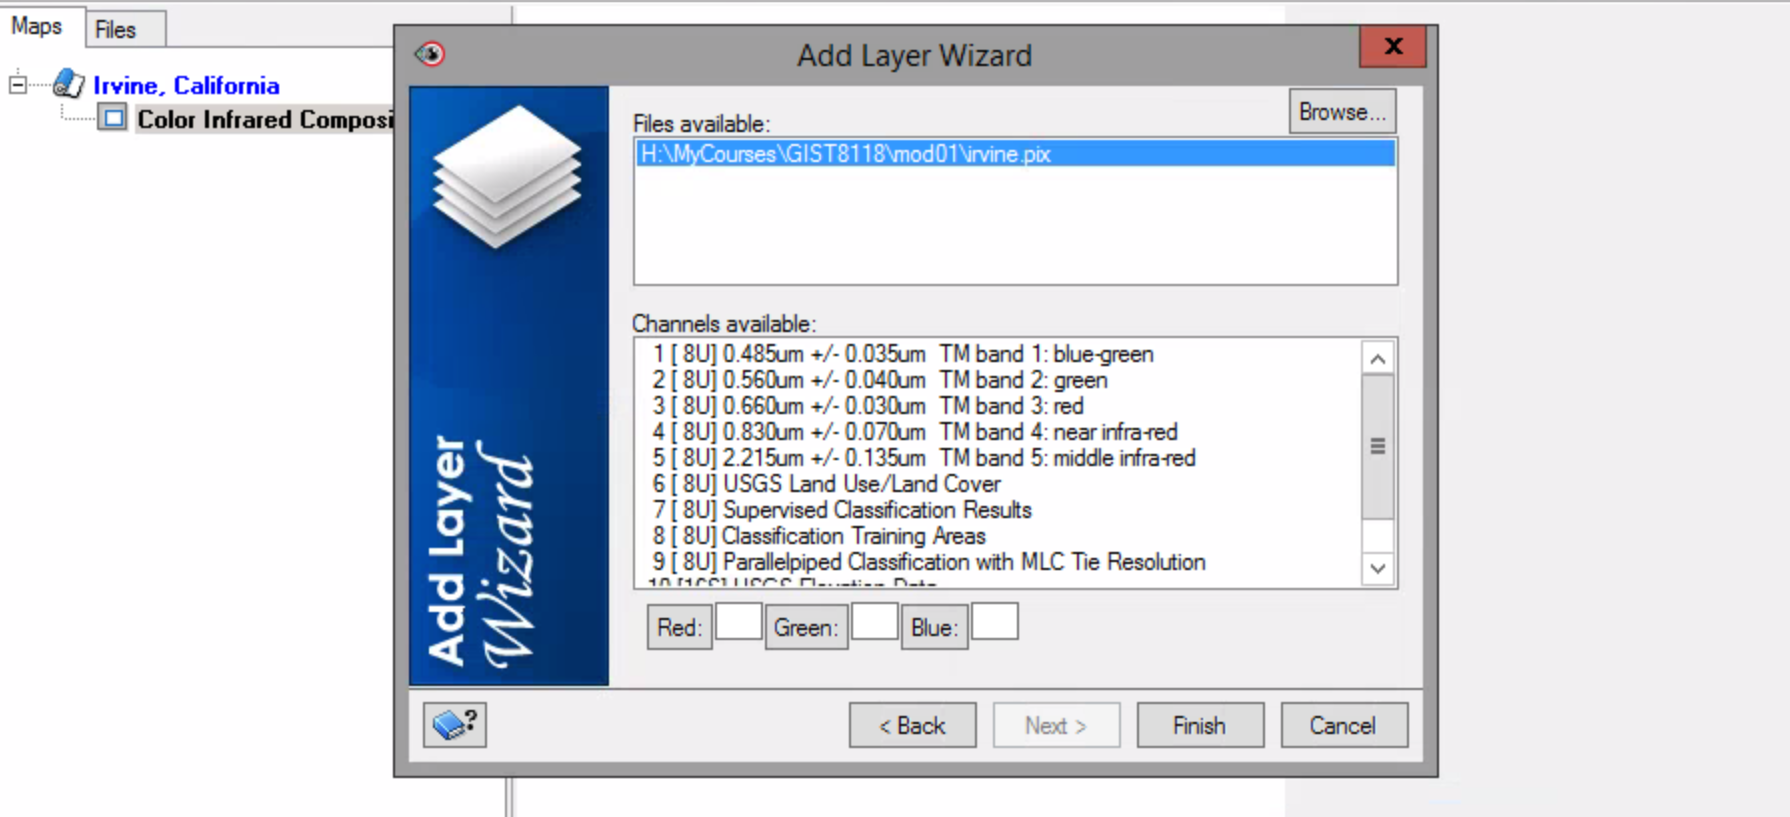 Maps
Files
Irvine, California
Color Infrared Composi
Add Layer Wizard
X
Browse...
Files available:
H:\MyCourses\GIST8118\mod01\irvine.pix
Channels available:
1 [ 8U] 0.485um +/- 0.035um TM band 1: blue-green
2 [ 8U] 0.560um +/- 0.040um TM band 2: green
3 [ 8U] 0.660um +/- 0.030um TM band 3: red
4 [ 8U] 0.830um +/- 0.070um TM band 4: near infra-red
5 [ 8U] 2.215um +/- 0.135um TM band 5: middle infra-red
6 [ 8U] USGS Land Use/Land Cover
7 [ 8U] Supervised Classification Results
8 [ 8U] Classification Training Areas
9 [ 8U] Parallelpiped Classification with MLC Tie Resolution
10 [16S] USGS Elevation Data
Red: Green: Blue:
Add Layer
Wizard
?
< Back Next > Finish Cancel